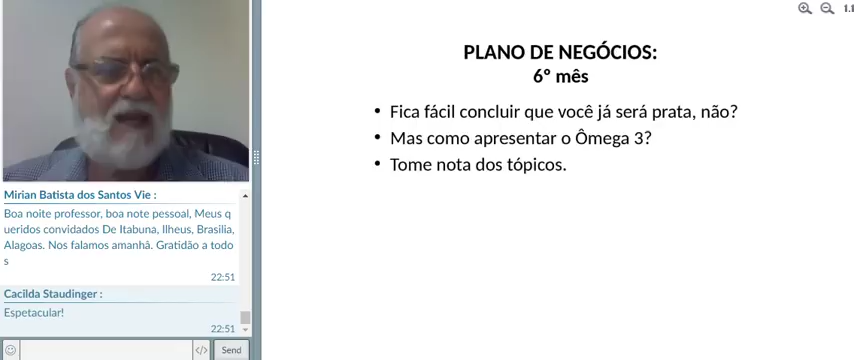 Mirian Batista dos Santos Vie :
Boa noite professor, boa note pessoal, Meus q
ueridos convidados De Itabuna, Ilheus, Brasilia,
Alagoas. Nos falamos amanhã. Gratidão a todo
s
22:51
Cacilda Staudinger :
Espetacular!
22:51
</> Send
1.1
PLANO DE NEGÓCIOS:
6º mês
• Fica fácil concluir que você já será prata, não?
• Mas como apresentar o Ômega 3?
• Tome nota dos tópicos.